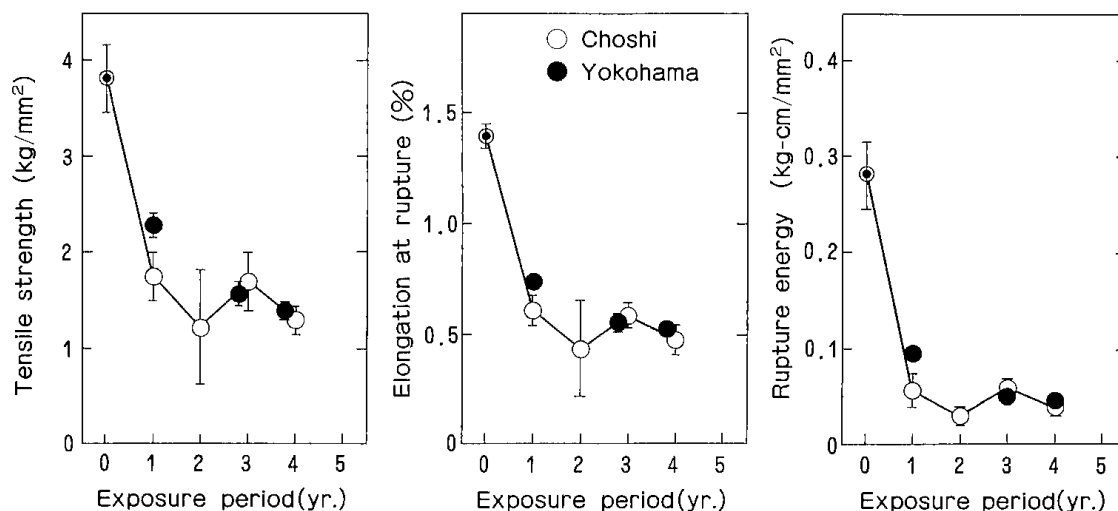 Tensile strength (kg/mm²)
4
3
2
1
0
0 1 2 3 4 5
Exposure period(yr.)
Elongation at rupture (%)
1.5
1.0
0.5
0
○ Choshi
● Yokohama
0 1 2 3 4 5
Exposure period(yr.)
Rupture energy (kg-cm/mm²)
0.4
0.3
0.2
0.1
0
0 1 2 3 4 5
Exposure period(yr.)